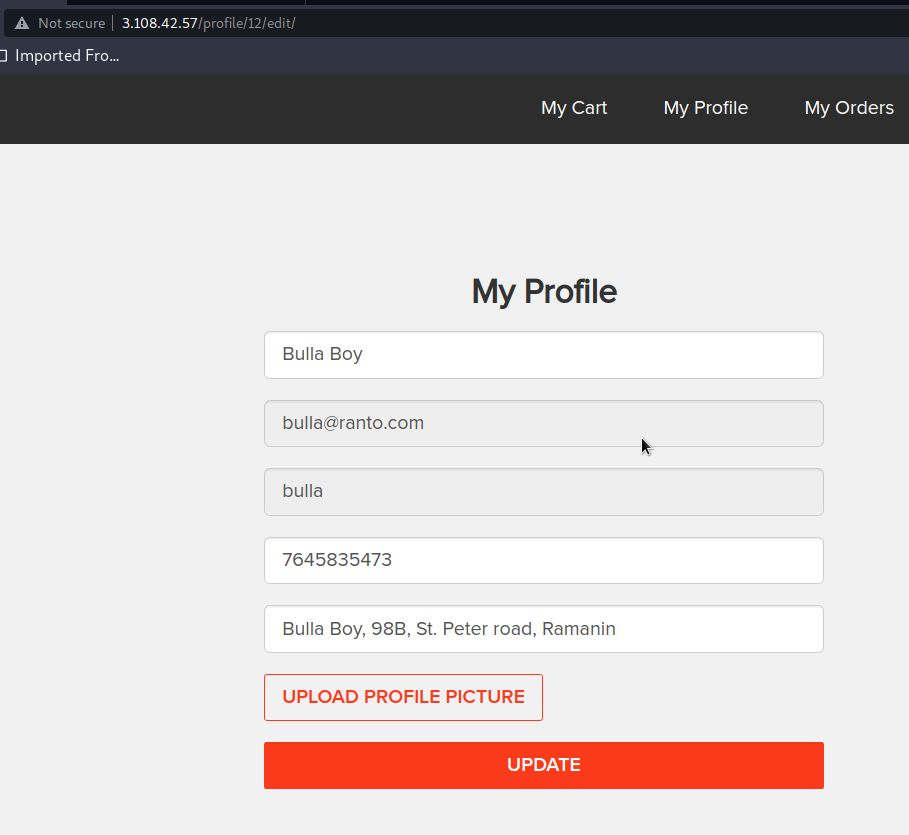 Not secure 3.108.42.57/profile/12/edit/
Imported Fro...
My Cart My Profile My Orders
My Profile
Bulla Boy
bulla@ranto.com
bulla
7645835473
Bulla Boy, 98B, St. Peter road, Ramanin
UPLOAD PROFILE PICTURE
UPDATE